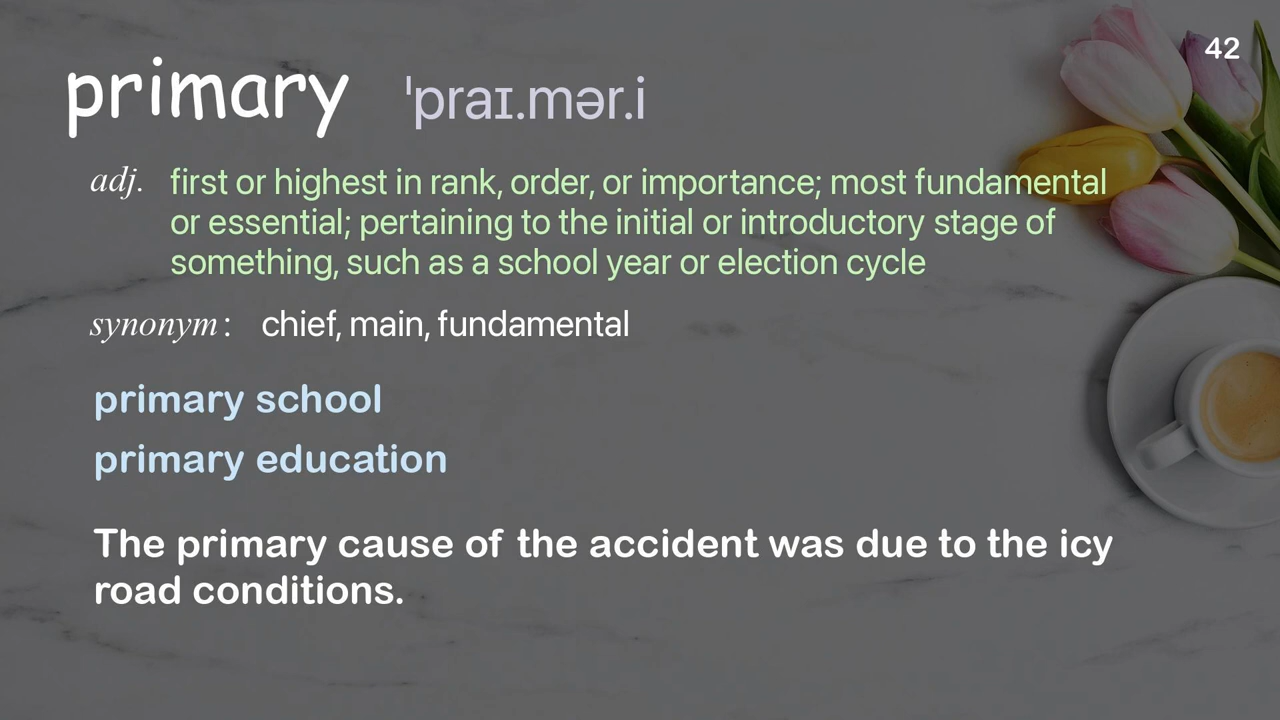 42
primary ˈpraɪ.mər.i
adj. first or highest in rank, order, or importance; most fundamental
or essential; pertaining to the initial or introductory stage of
something, such as a school year or election cycle
synonym: chief, main, fundamental
primary school
primary education
The primary cause of the accident was due to the icy
road conditions.